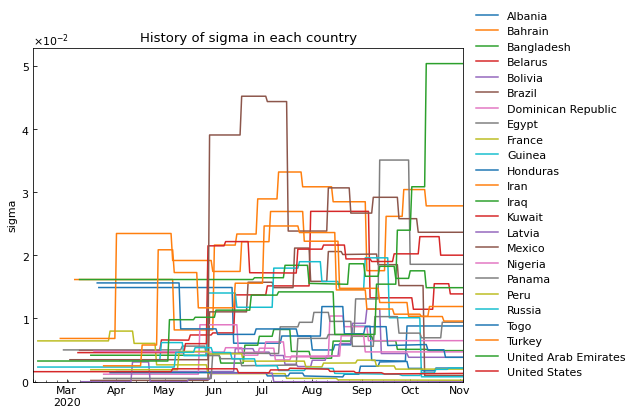 ×10⁻²
History of sigma in each country
sigma
5
4
3
2
1
0
Mar
2020
Apr
May
Jun
Jul
Aug
Sep
Oct
Nov
Albania
Bahrain
Bangladesh
Belarus
Bolivia
Brazil
Dominican Republic
Egypt
France
Guinea
Honduras
Iran
Iraq
Kuwait
Latvia
Mexico
Nigeria
Panama
Peru
Russia
Togo
Turkey
United Arab Emirates
United States